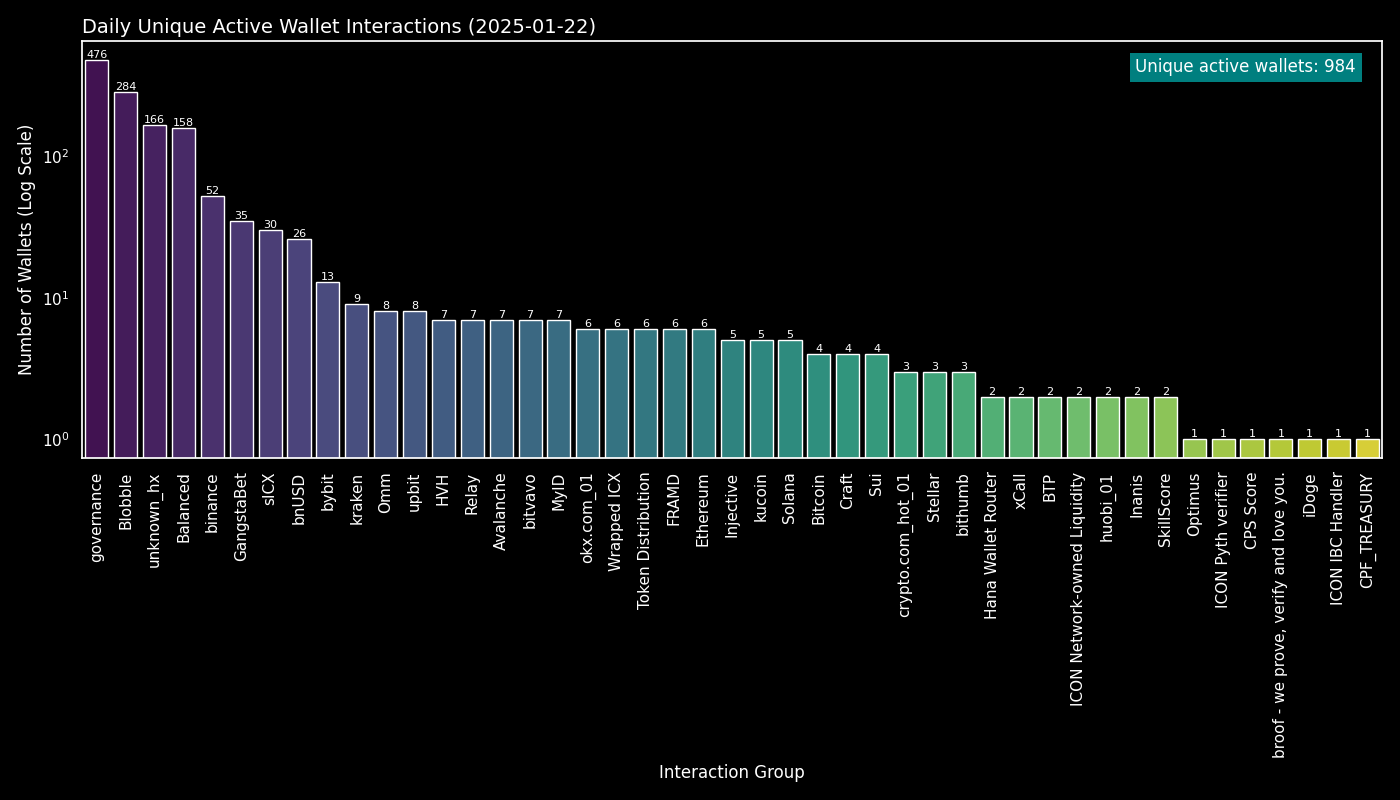 Daily Unique Active Wallet Interactions (2025-01-22)
Unique active wallets: 984
Number of Wallets (Log Scale)
10²
10¹
10⁰
476
284
166
158
52
35
30
26
13
9
8
8
7
7
7
7
7
6
6
6
6
6
5
5
5
4
4
4
3
3
3
2
2
2
2
2
2
2
1
1
1
1
1
1
1
governance
Blobble
unknown_hx
Balanced
binance
GangstaBet
sICX
bnUSD
bybit
kraken
Omm
upbit
HVH
Relay
Avalanche
bitvavo
MyID
okx.com_01
Wrapped ICX
Token Distribution
FRAMD
Ethereum
Injective
kucoin
Solana
Bitcoin
Craft
Sui
crypto.com_hot_01
Stellar
bithumb
Hana Wallet Router
xCall
BTP
ICON Network-owned Liquidity
huobi_01
Inanis
SkillScore
Optimus
ICON Pyth verifier
CPS Score
broof - we prove, verify and love you.
iDoge
ICON IBC Handler
CPF_TREASURY
Interaction Group